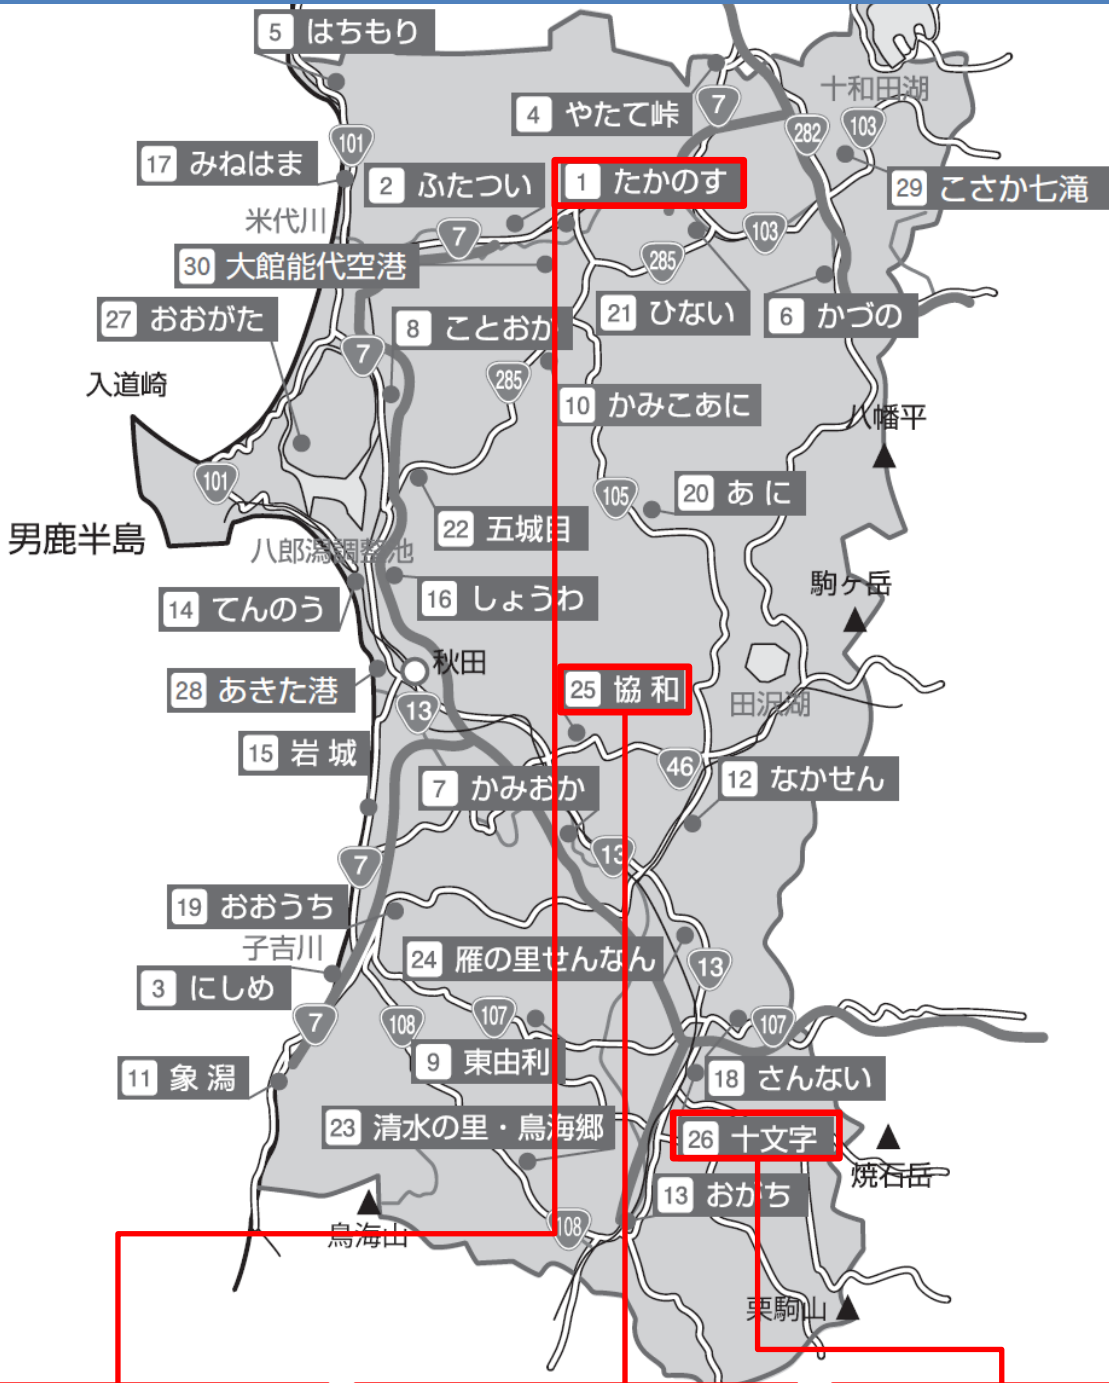 5 はちもり
十和田湖
4 やたて峠
7
282
103
101
17 みねはま
2 ふたつい
1 たかのす
29 こさか七滝
米代川
7
103
30 大館能代空港
285
27 おおがた
8 ことおか
21 ひない
6 かづの
7
入道崎
285
10 かみこあに
八幡平
101
105
20 あに
男鹿半島
22 五城目
八郎潟調整池
駒ヶ岳
14 てんのう
16 しょうわ
秋田
28 あきた港
25 協和
田沢湖
13
15 岩城
46
7 かみおか
12 なかせん
7
13
19 おおうち
子吉川
24 雁の里せんなん
13
3 にしめ
7
108
107
107
11 象潟
9 東由利
18 さんない
23 清水の里・鳥海郷
26 十文字
焼石岳
13 おがち
鳥海山
108
栗駒山